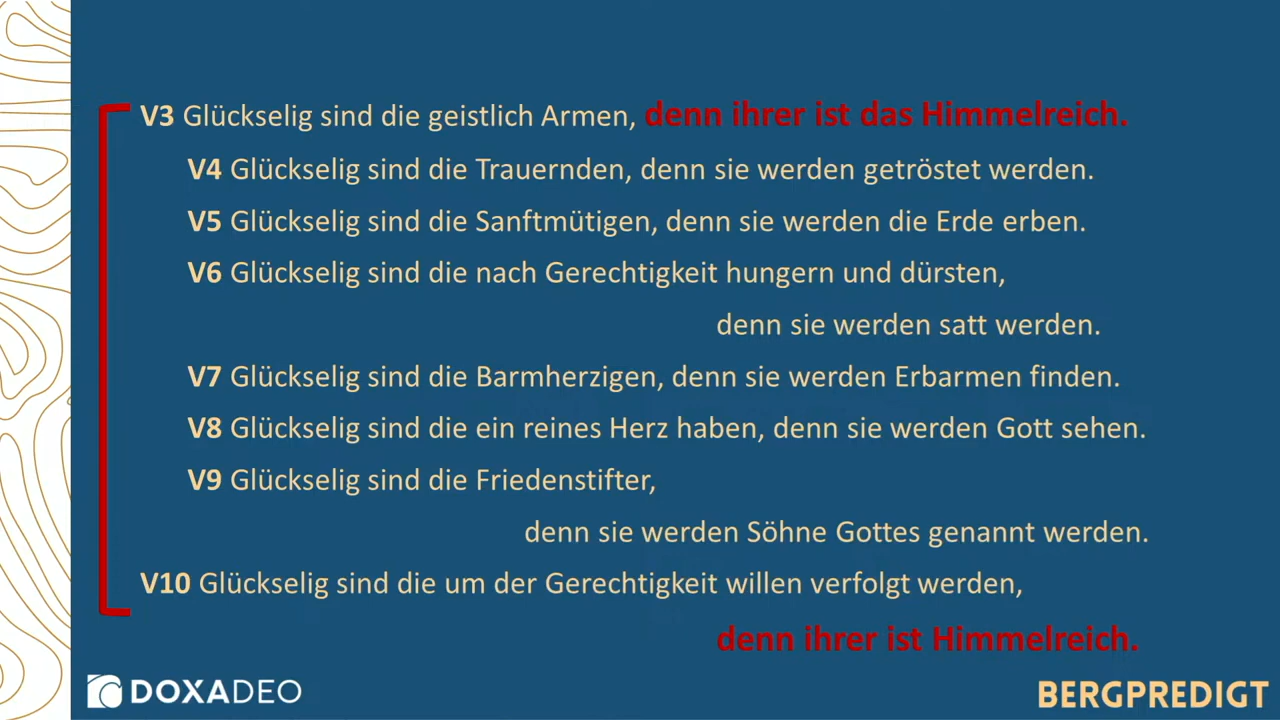 V3 Glückselig sind die geistlich Armen, denn ihrer ist das Himmelreich.
V4 Glückselig sind die Trauernden, denn sie werden getröstet werden.
V5 Glückselig sind die Sanftmütigen, denn sie werden die Erde erben.
V6 Glückselig sind die nach Gerechtigkeit hungern und dürsten,
denn sie werden satt werden.
V7 Glückselig sind die Barmherzigen, denn sie werden Erbarmen finden.
V8 Glückselig sind die ein reines Herz haben, denn sie werden Gott sehen.
V9 Glückselig sind die Friedenstifter,
denn sie werden Söhne Gottes genannt werden.
V10 Glückselig sind die um der Gerechtigkeit willen verfolgt werden,
denn ihrer ist Himmelreich.
DOXADEO
BERGPREDIGT